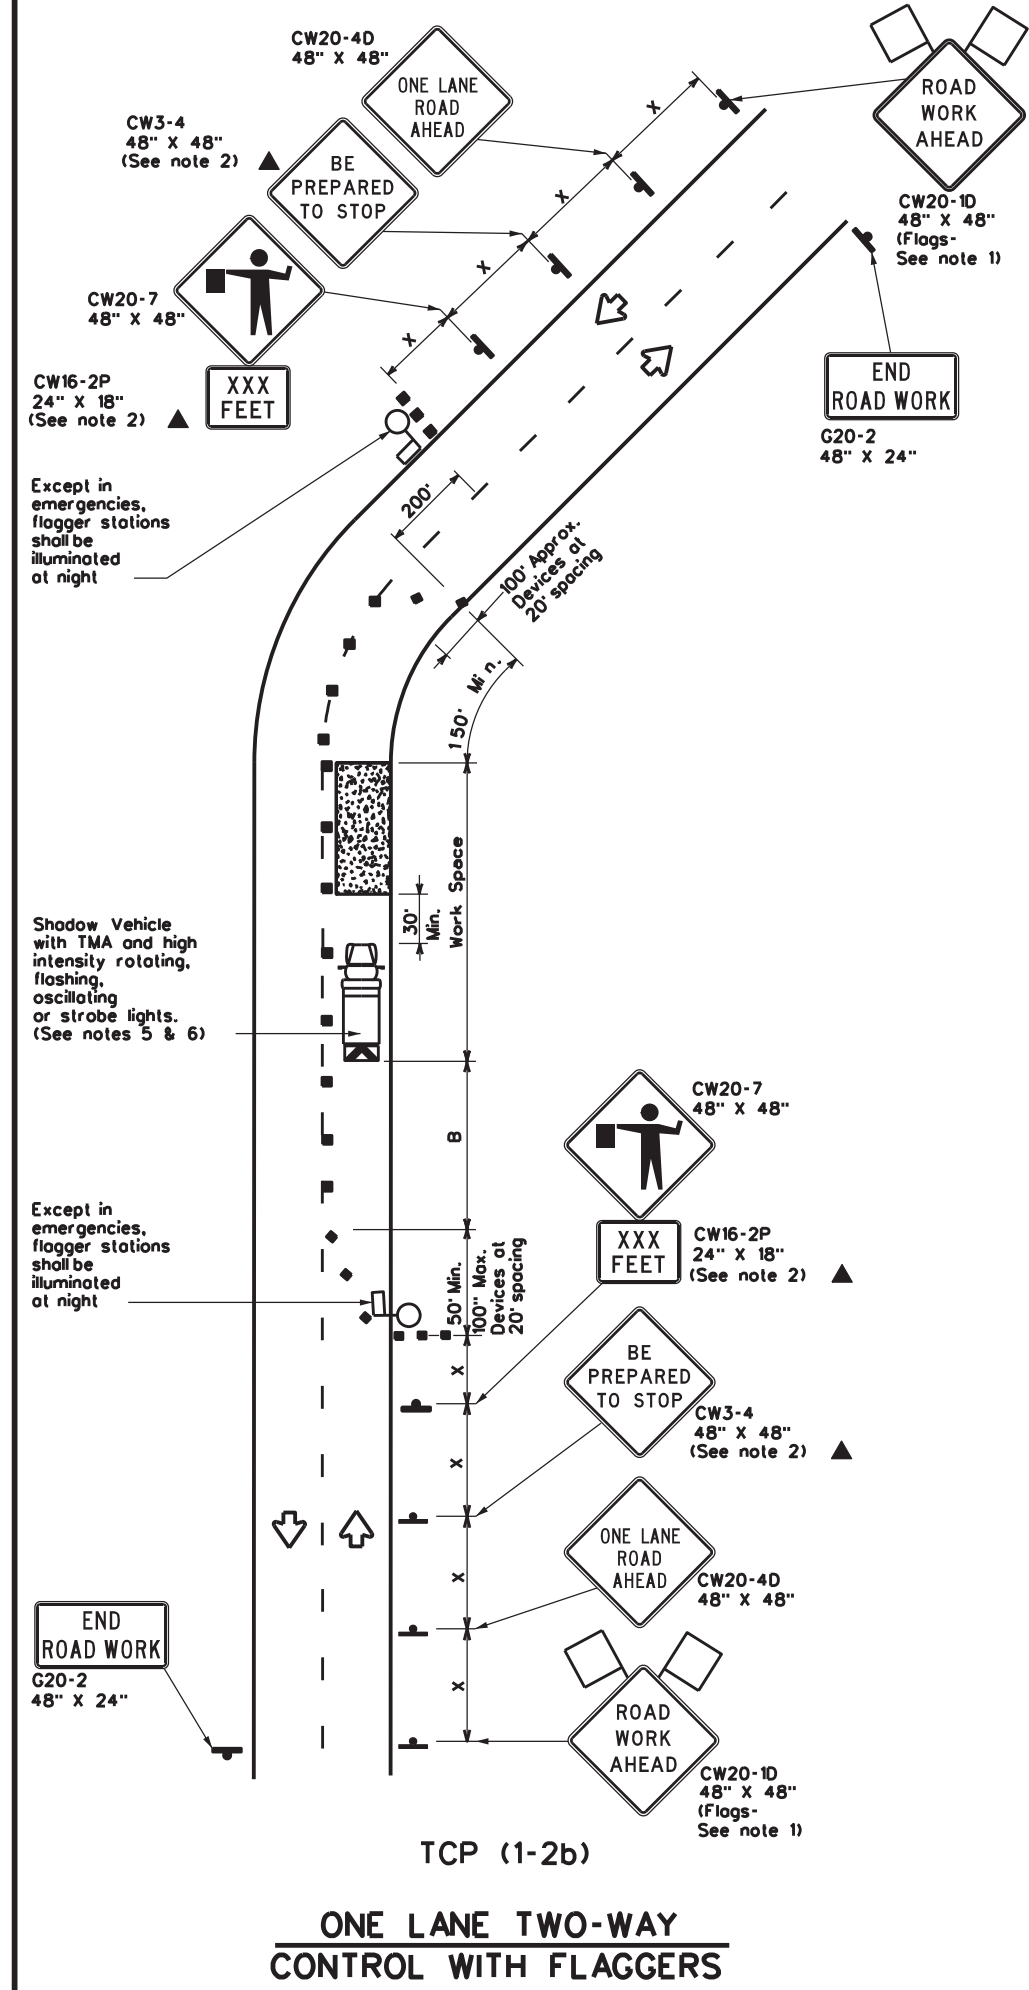 CW20-4D
48" X 48"
ONE LANE
ROAD
AHEAD
CW3-4
48" X 48"
(See note 2)
BE
PREPARED
TO STOP
CW20-7
48" X 48"
CW16-2P
24" X 18"
(See note 2)
XXX
FEET
X
X
X
X
ROAD
WORK
AHEAD
CW20-1D
48" X 48"
(Flags-
See note 1)
END
ROAD WORK
G20-2
48" X 24"
Except in
emergencies,
flagger stations
shall be
illuminated
at night
200'
100' Approx.
Devices at
20' spacing
150' Min.
Work Space
30'
Min.
Shadow Vehicle
with TMA and high
intensity rotating,
flashing,
oscillating
or strobe lights.
(See notes 5 & 6)
B
CW20-7
48" X 48"
XXX
FEET
CW16-2P
24" X 18"
(See note 2)
Except in
emergencies,
flagger stations
shall be
illuminated
at night
50' Min.
100" Max.
Devices at
20' spacing
X
X
X
X
BE
PREPARED
TO STOP
CW3-4
48" X 48"
(See note 2)
ONE LANE
ROAD
AHEAD
CW20-4D
48" X 48"
END
ROAD WORK
G20-2
48" X 24"
ROAD
WORK
AHEAD
CW20-1D
48" X 48"
(Flags-
See note 1)
TCP (1-2b)
ONE LANE TWO-WAY
CONTROL WITH FLAGGERS